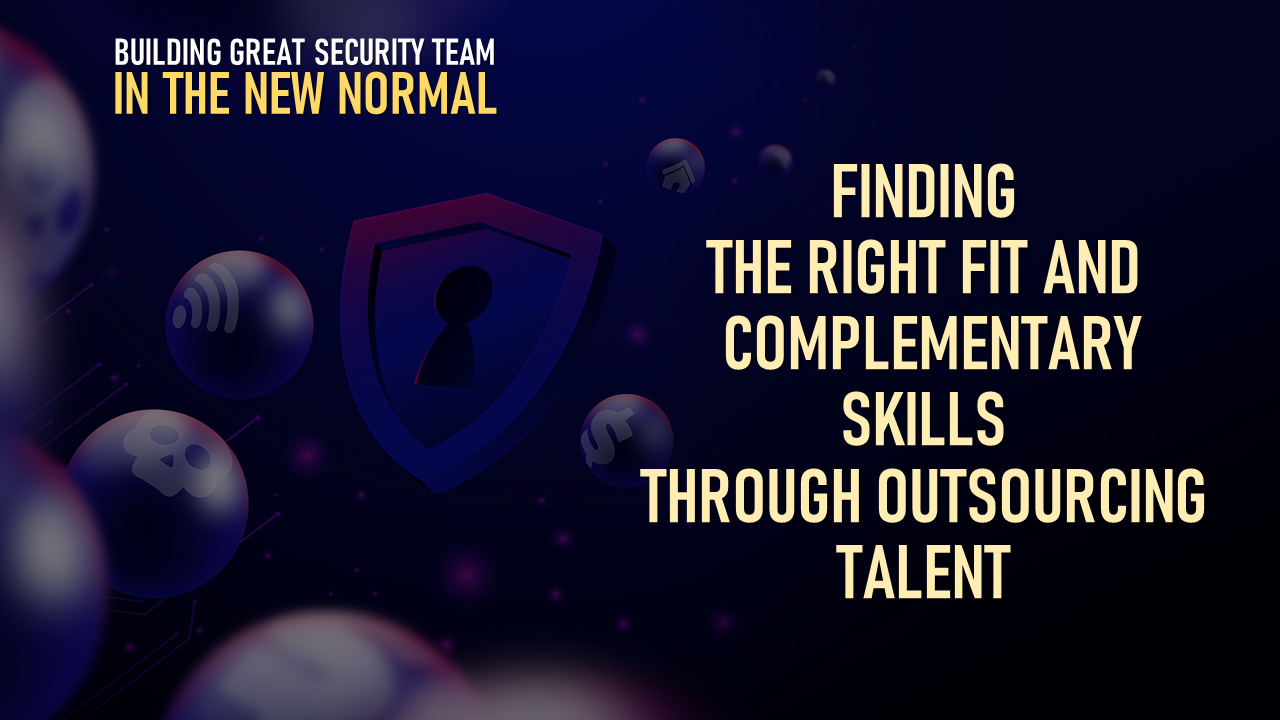 BUILDING GREAT SECURITY TEAM
IN THE NEW NORMAL
FINDING
THE RIGHT FIT AND
COMPLEMENTARY
SKILLS
THROUGH OUTSOURCING
TALENT